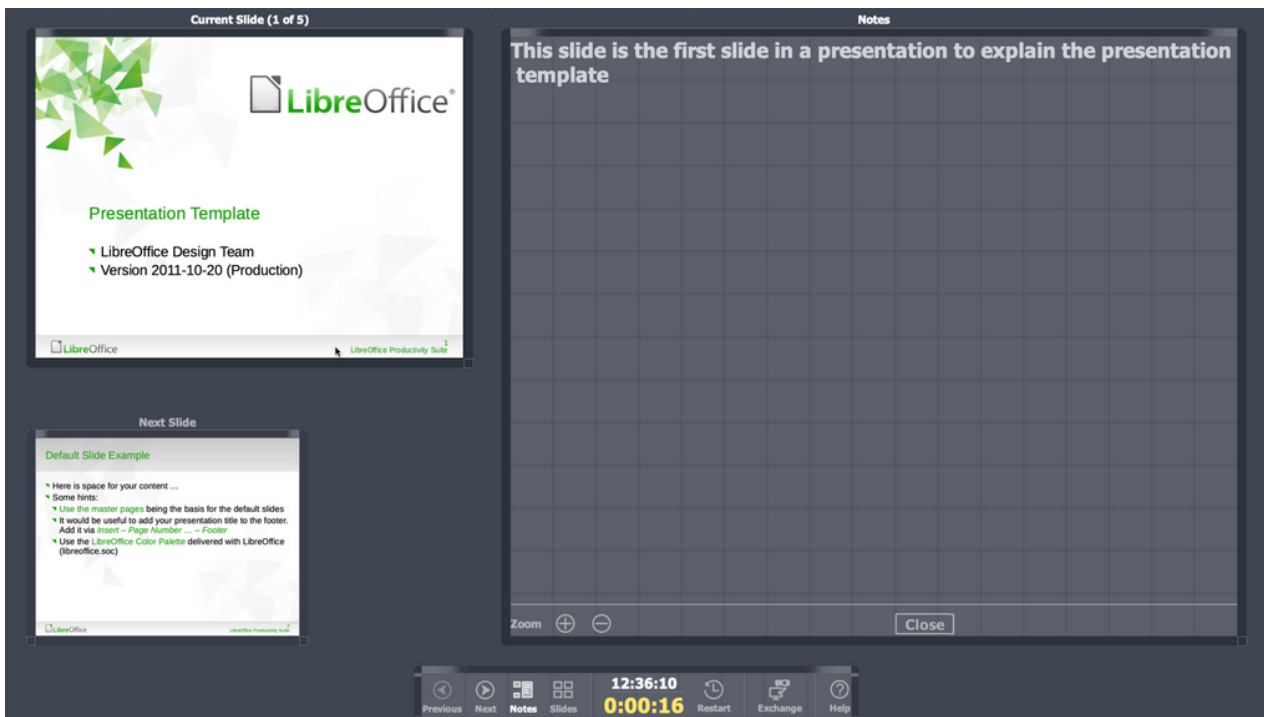 Current Slide (1 of 5)
LibreOffice®
Presentation Template
LibreOffice Design Team
Version 2011-10-20 (Production)
LibreOffice
LibreOffice Productivity Suite
1
Next Slide
Default Slide Example
Here is space for your content ...
Some hints:
Use the master pages being the basis for the default slides
It would be useful to add your presentation title to the footer.
Add it via Insert – Page Number ... – Footer
Use the LibreOffice Color Palette delivered with LibreOffice
(libreoffice.soc)
LibreOffice
LibreOffice Productivity Suite
2
Notes
This slide is the first slide in a presentation to explain the presentation
template
Zoom
Close
Previous
Next
Notes
Slides
12:36:10
0:00:16
Restart
Exchange
Help